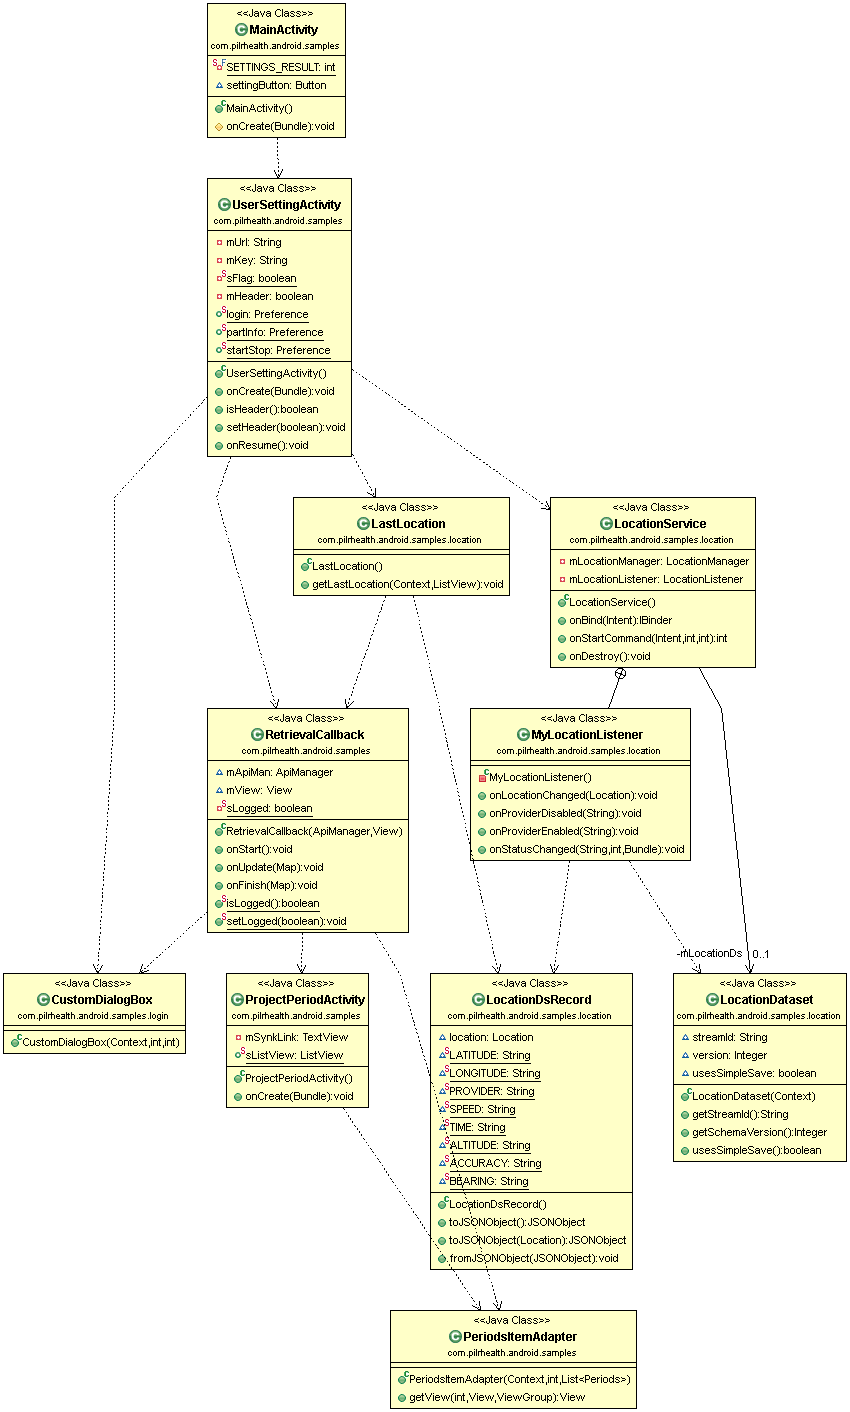 <<Java Class>>
MainActivity
com.pilrhealth.android.samples
SETTINGS_RESULT: int
settingButton: Button
MainActivity()
onCreate(Bundle):void
<<Java Class>>
UserSettingActivity
com.pilrhealth.android.samples
mUrl: String
mKey: String
sFlag: boolean
mHeader: boolean
login: Preference
partInfo: Preference
startStop: Preference
UserSettingActivity()
onCreate(Bundle):void
isHeader():boolean
setHeader(boolean):void
onResume():void
<<Java Class>>
LastLocation
com.pilrhealth.android.samples.location
LastLocation()
getLastLocation(Context,ListView):void
<<Java Class>>
LocationService
com.pilrhealth.android.samples.location
mLocationManager: LocationManager
mLocationListener: LocationListener
LocationService()
onBind(Intent):IBinder
onStartCommand(Intent,int,int):int
onDestroy():void
<<Java Class>>
RetrievalCallback
com.pilrhealth.android.samples
mApiMan: ApiManager
mView: View
sLogged: boolean
RetrievalCallback(ApiManager,View)
onStart():void
onUpdate(Map):void
onFinish(Map):void
isLogged():boolean
setLogged(boolean):void
<<Java Class>>
MyLocationListener
com.pilrhealth.android.samples.location
MyLocationListener()
onLocationChanged(Location):void
onProviderDisabled(String):void
onProviderEnabled(String):void
onStatusChanged(String,int,Bundle):void
-mLocationDs 0..1
<<Java Class>>
CustomDialogBox
com.pilrhealth.android.samples.login
CustomDialogBox(Context,int,int)
<<Java Class>>
ProjectPeriodActivity
com.pilrhealth.android.samples
mSynkLink: TextView
sListView: ListView
ProjectPeriodActivity()
onCreate(Bundle):void
<<Java Class>>
LocationDsRecord
com.pilrhealth.android.samples.location
location: Location
LATITUDE: String
LONGITUDE: String
PROVIDER: String
SPEED: String
TIME: String
ALTITUDE: String
ACCURACY: String
BEARING: String
LocationDsRecord()
toJSONObject():JSONObject
toJSONObject(Location):JSONObject
fromJSONObject(JSONObject):void
<<Java Class>>
LocationDataset
com.pilrhealth.android.samples.location
streamId: String
version: Integer
usesSimpleSave: boolean
LocationDataset(Context)
getStreamId():String
getSchemaVersion():Integer
usesSimpleSave():boolean
<<Java Class>>
PeriodsItemAdapter
com.pilrhealth.android.samples
PeriodsItemAdapter(Context,int,List<Periods>)
getView(int,View,ViewGroup):View